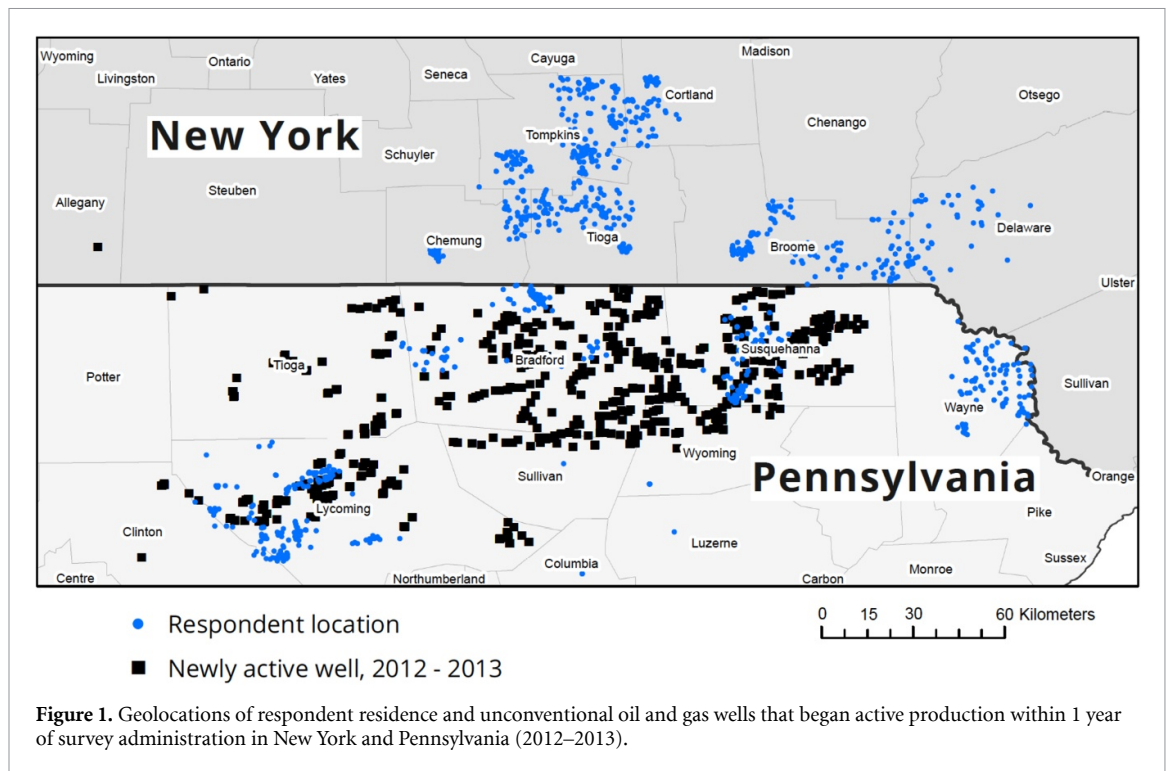 Wyoming
Livingston
Ontario
Yates
Seneca
Cayuga
Madison
Cortland
Otsego
Chenango
New York
Tompkins
Schuyler
Steuben
Allegany
Chemung
Tioga
Broome
Delaware
Ulster
Potter
Tioga
Bradford
Susquehanna
Sullivan
Wayne
Wyoming
Sullivan
Pennsylvania
Orange
Lycoming
Pike
Clinton
Luzerne
Sussex
Columbia
Monroe
Centre
Northumberland
Carbon
0 15 30 60 Kilometers
Respondent location
Newly active well, 2012 - 2013
Figure 1. Geolocations of respondent residence and unconventional oil and gas wells that began active production within 1 year
of survey administration in New York and Pennsylvania (2012–2013).